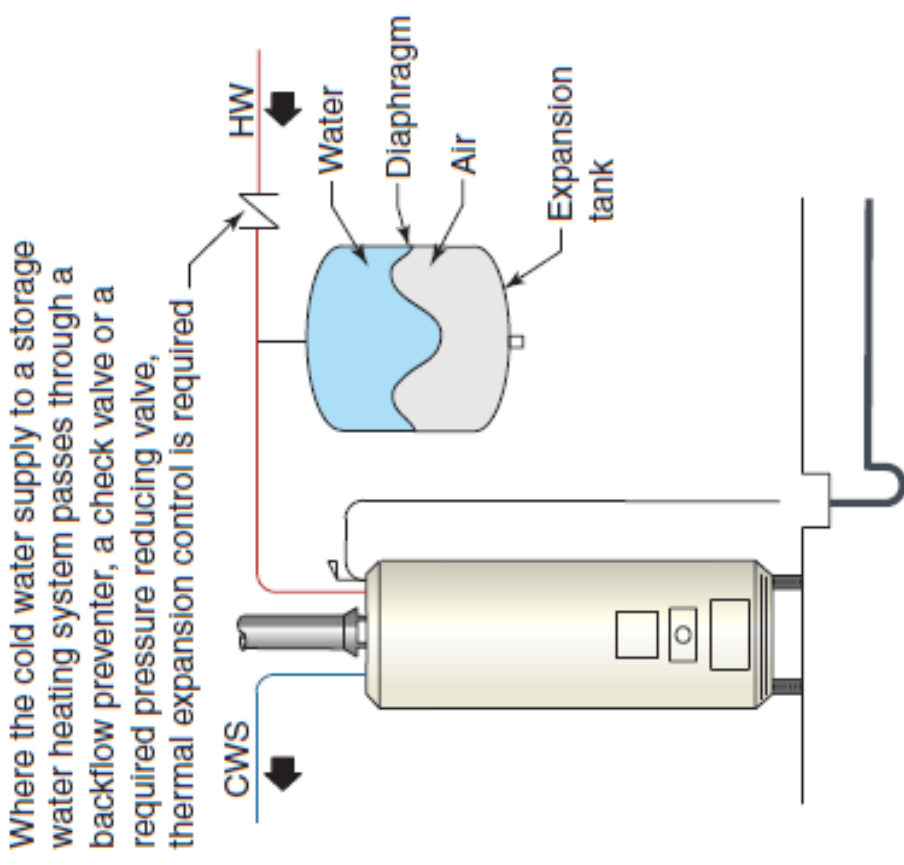 Where the cold water supply to a storage
water heating system passes through a
backflow preventer, a check valve or a
required pressure reducing valve,
thermal expansion control is required
CWS
HW
Water
Diaphragm
Air
Expansion
tank